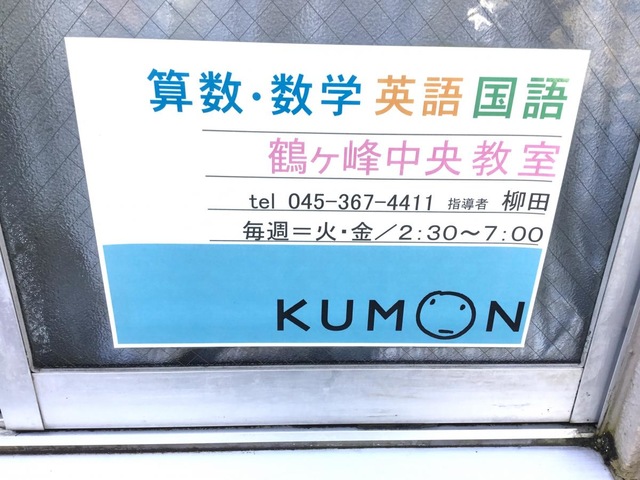 算数・数学 英語 国語
鶴ヶ峰中央教室
tel 045-367-4411 指導者 柳田
毎週＝火・金／2：30〜7：00
KUMON